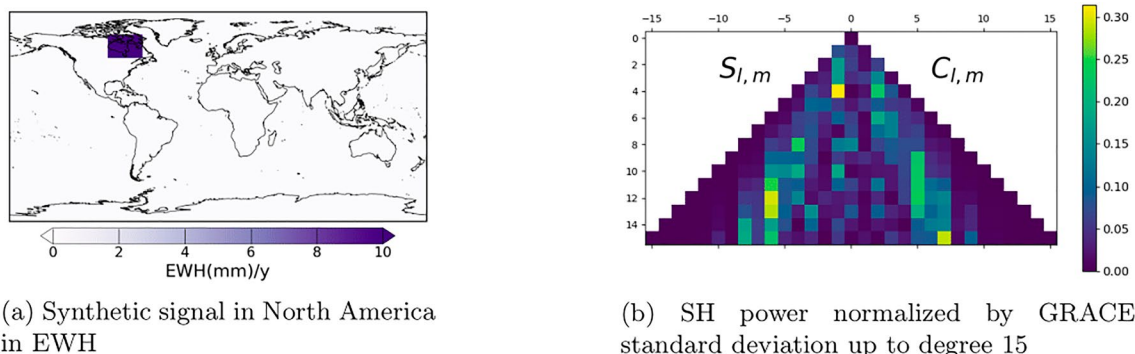 0 2 4 6 8 10
EWH(mm)/y
(a) Synthetic signal in North America
in EWH
−15 −10 −5 0 5 10 15
0
2
4
6
8
10
12
14
S_{l, m}
C_{l, m}
0.30
0.25
0.20
0.15
0.10
0.05
0.00
(b) SH power normalized by GRACE
standard deviation up to degree 15